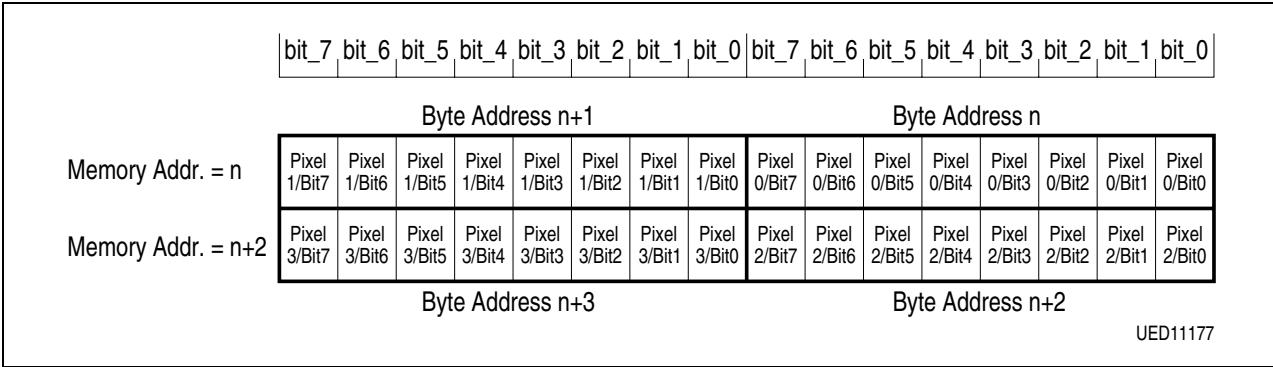 bit_7 bit_6 bit_5 bit_4 bit_3 bit_2 bit_1 bit_0 bit_7 bit_6 bit_5 bit_4 bit_3 bit_2 bit_1 bit_0
Byte Address n+1 Byte Address n
Memory Addr. = n
Pixel Pixel Pixel Pixel Pixel Pixel Pixel Pixel Pixel Pixel Pixel Pixel Pixel Pixel Pixel Pixel
1/Bit7 1/Bit6 1/Bit5 1/Bit4 1/Bit3 1/Bit2 1/Bit1 1/Bit0 0/Bit7 0/Bit6 0/Bit5 0/Bit4 0/Bit3 0/Bit2 0/Bit1 0/Bit0
Memory Addr. = n+2
Pixel Pixel Pixel Pixel Pixel Pixel Pixel Pixel Pixel Pixel Pixel Pixel Pixel Pixel Pixel Pixel
3/Bit7 3/Bit6 3/Bit5 3/Bit4 3/Bit3 3/Bit2 3/Bit1 3/Bit0 2/Bit7 2/Bit6 2/Bit5 2/Bit4 2/Bit3 2/Bit2 2/Bit1 2/Bit0
Byte Address n+3 Byte Address n+2
UED11177